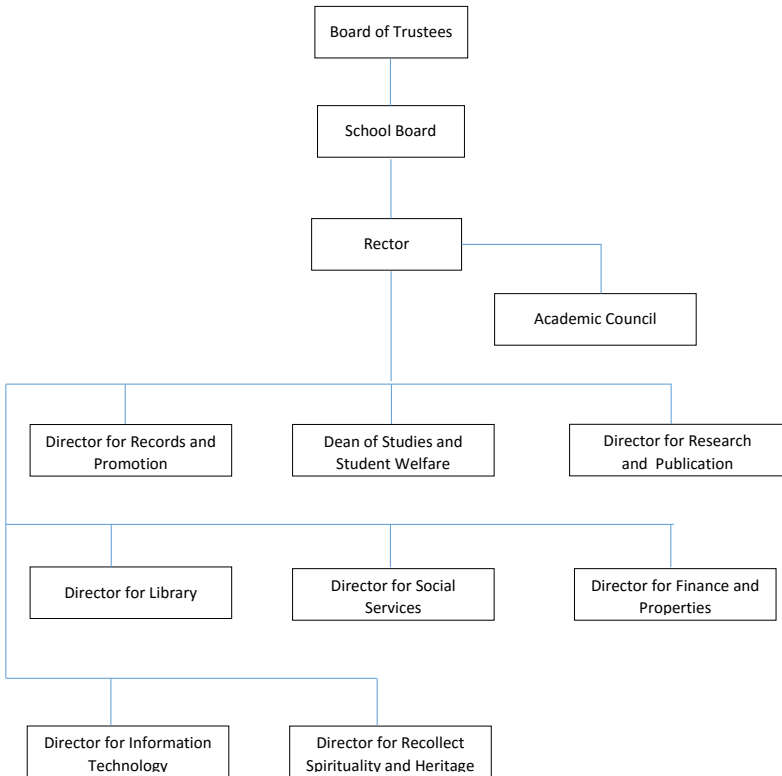 Board of Trustees
School Board
Rector
Academic Council
Director for Records and
Promotion
Dean of Studies and
Student Welfare
Director for Research
and Publication
Director for Library
Director for Social
Services
Director for Finance and
Properties
Director for Information
Technology
Director for Recollect
Spirituality and Heritage